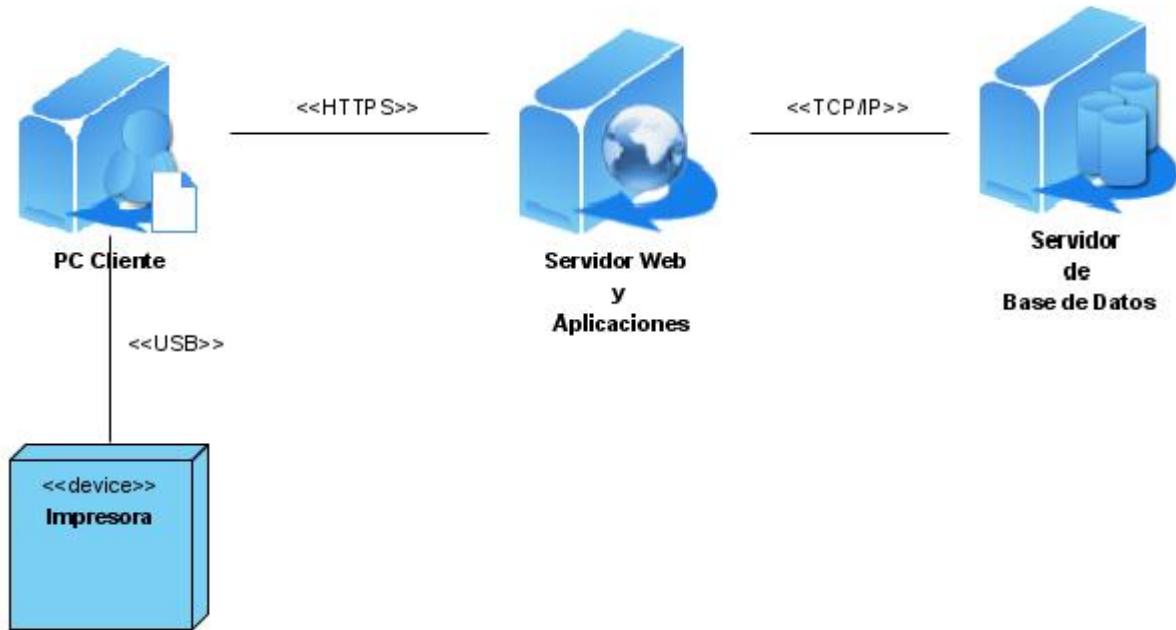 <<HTTPS>>
<<TCP/IP>>
PC Cliente
Servidor Web
y
Aplicaciones
Servidor
de
Base de Datos
<<USB>>
<<device>>
Impresora